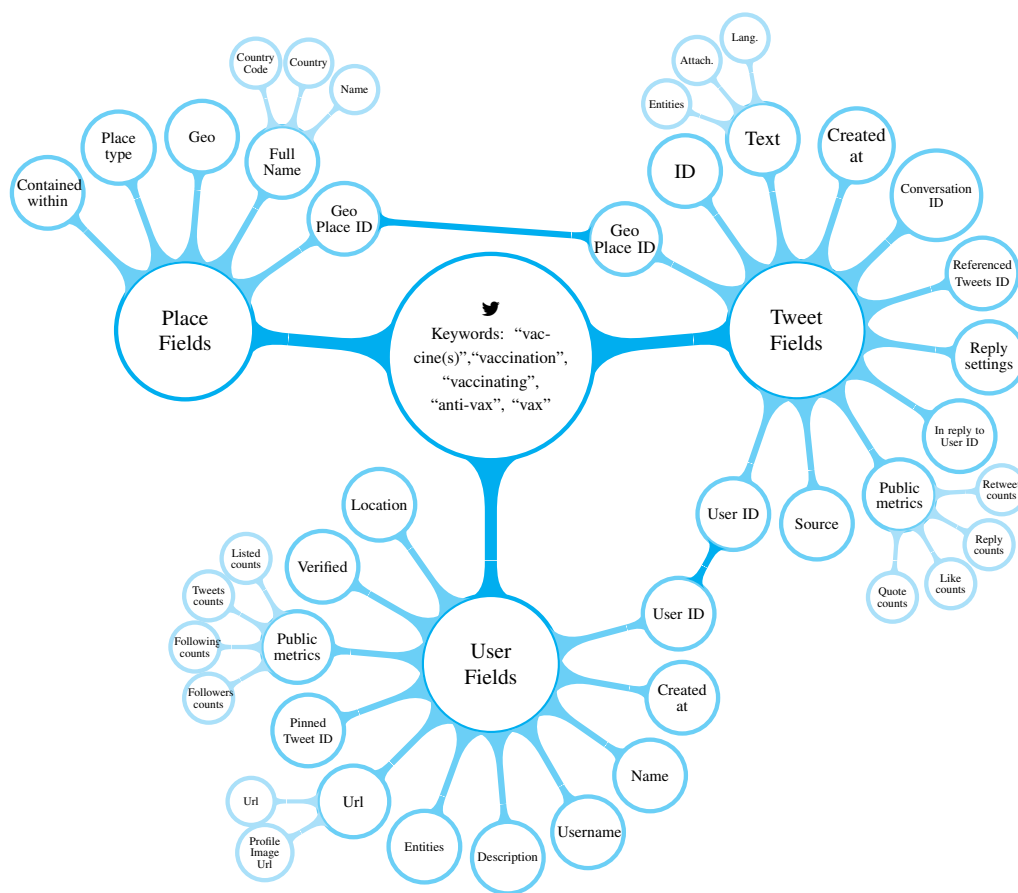 Country
Code
Country
Name
Place
type
Geo
Full
Name
Contained
within
Geo
Place ID
Place
Fields
Lang.
Attach.
Entities
Text
Created
at
ID
Conversation
ID
Geo
Place ID
Referenced
Tweets ID
Tweet
Fields
Reply
settings
In reply to
User ID
Public
metrics
Retweet
counts
Reply
counts
Like
counts
Quote
counts
Source
User ID
Keywords: “vac-
cine(s)”,“vaccination”,
“vaccinating”,
“anti-vax”, “vax”
Location
Verified
Listed
counts
Tweets
counts
Following
counts
Followers
counts
Public
metrics
User
Fields
User ID
Created
at
Pinned
Tweet ID
Name
Url
Url
Profile
Image
Url
Entities
Description
Username